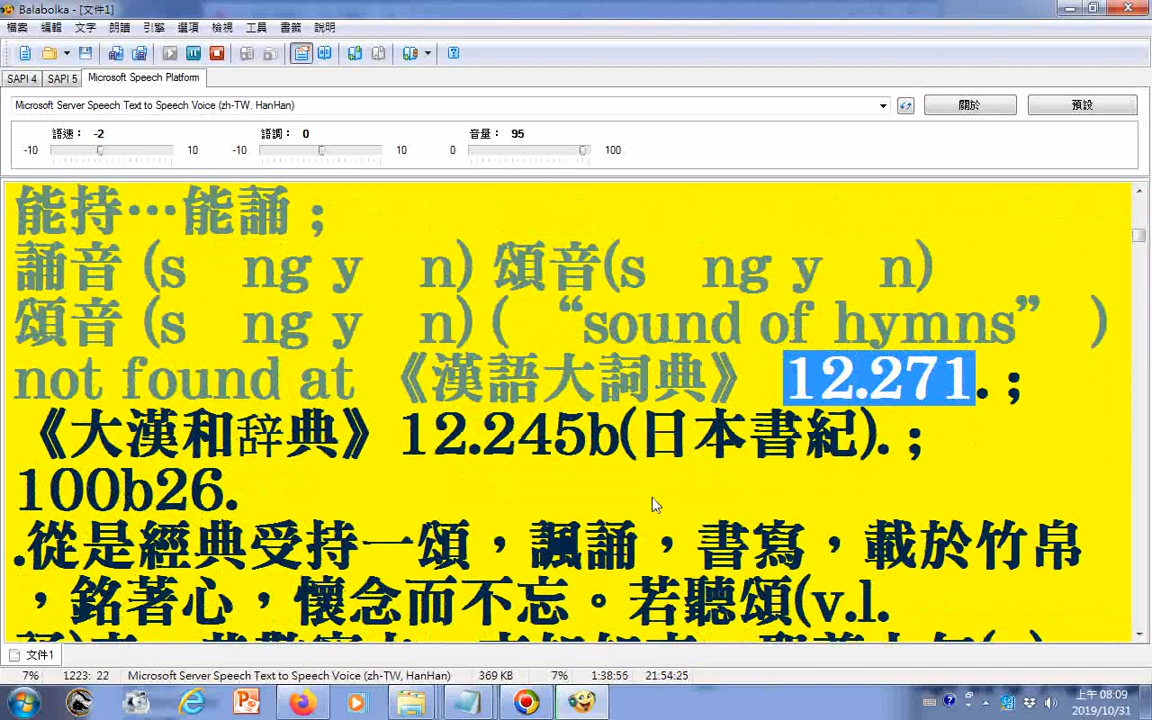 Balabolka - [文件1]
檔案 編輯 文字 朗讀 引擎 選項 檢視 工具 書籤 說明
SAPI 4 SAPI 5 Microsoft Speech Platform
Microsoft Server Speech Text to Speech Voice (zh-TW, HanHan) 關於 預設
語速： -2 語調： 0 音量： 95
-10 10 -10 10 0 100
能持…能誦；
誦音 (s ng y n) 頌音(s ng y n)
頌音 (s ng y n) ( “sound of hymns” )
not found at 《漢語大詞典》 12.271.；
《大漢和辞典》 12.245b(日本書紀).；
100b26.
.從是經典受持一頌，諷誦，書寫，載於竹帛
，銘著心，懷念而不忘。若聽頌(v.l.
文件1
7% 1223: 22 Microsoft Server Speech Text to Speech Voice (zh-TW, HanHan) 369 KB 7% 1:38:55 21:54:25
上午 08:09
2019/10/31